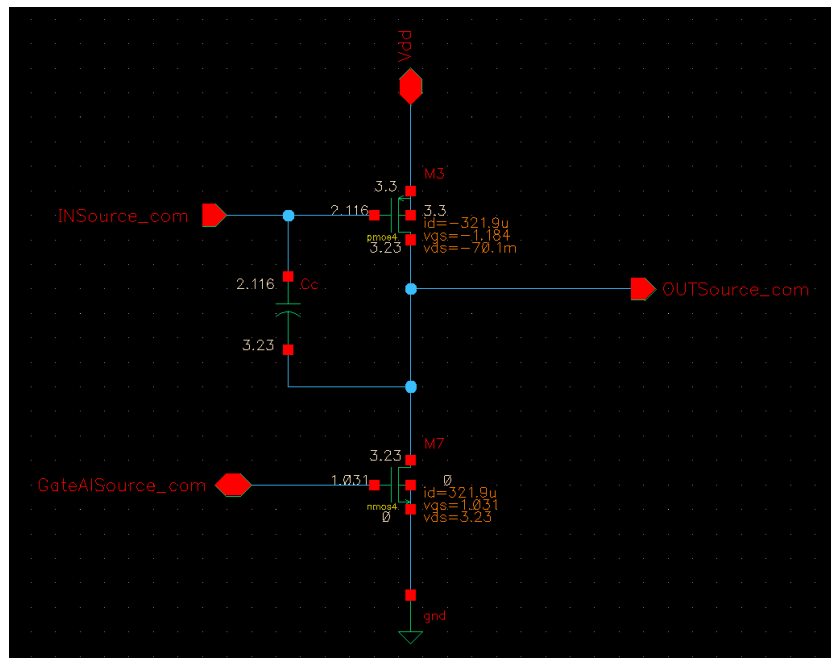 Vdd
M3
3.3
INSource_com
2.116
3.3
id=-321.9u
vgs=-1.184
vds=-70.1m
pmos4
3.23
2.116
Cc
OUTSource_com
3.23
M7
3.23
GateAlSource_com
1.031
0
id=321.9u
vgs=1.031
vds=3.23
nmos4
0
gnd